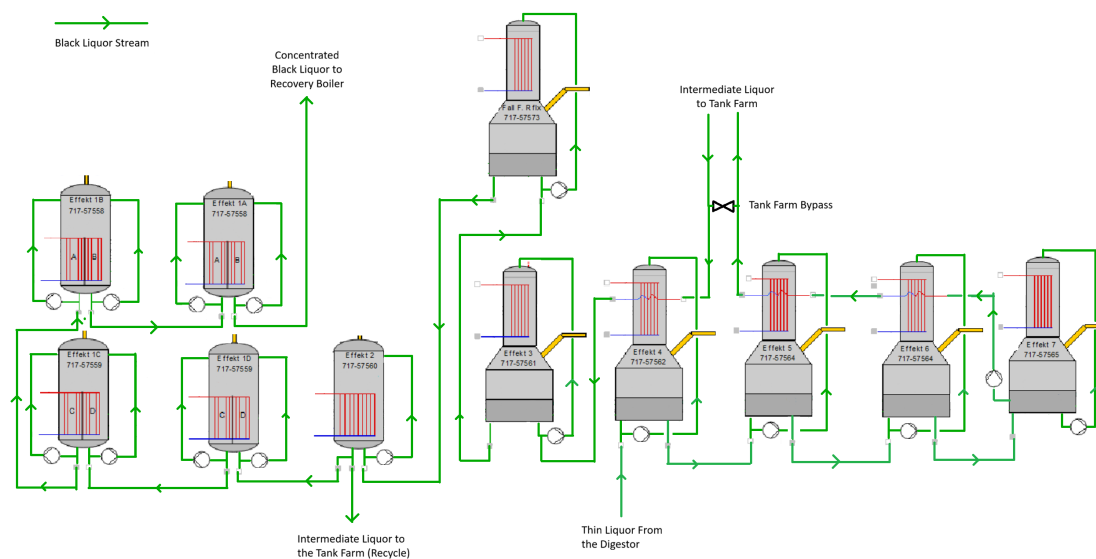 Black Liquor Stream
Concentrated
Black Liquor to
Recovery Boiler
Fall F. Rflx
717-57573
Intermediate Liquor
to Tank Farm
Tank Farm Bypass
Effekt 1B
717-57558
A B
Effekt 1A
717-57558
A B
Effekt 1C
717-57559
C D
Effekt 1D
717-57559
C D
Effekt 2
717-57560
Effekt 3
717-57561
Effekt 4
717-57562
Effekt 5
717-57564
Effekt 6
717-57564
Effekt 7
717-57565
Intermediate Liquor to
the Tank Farm (Recycle)
Thin Liquor From
the Digestor